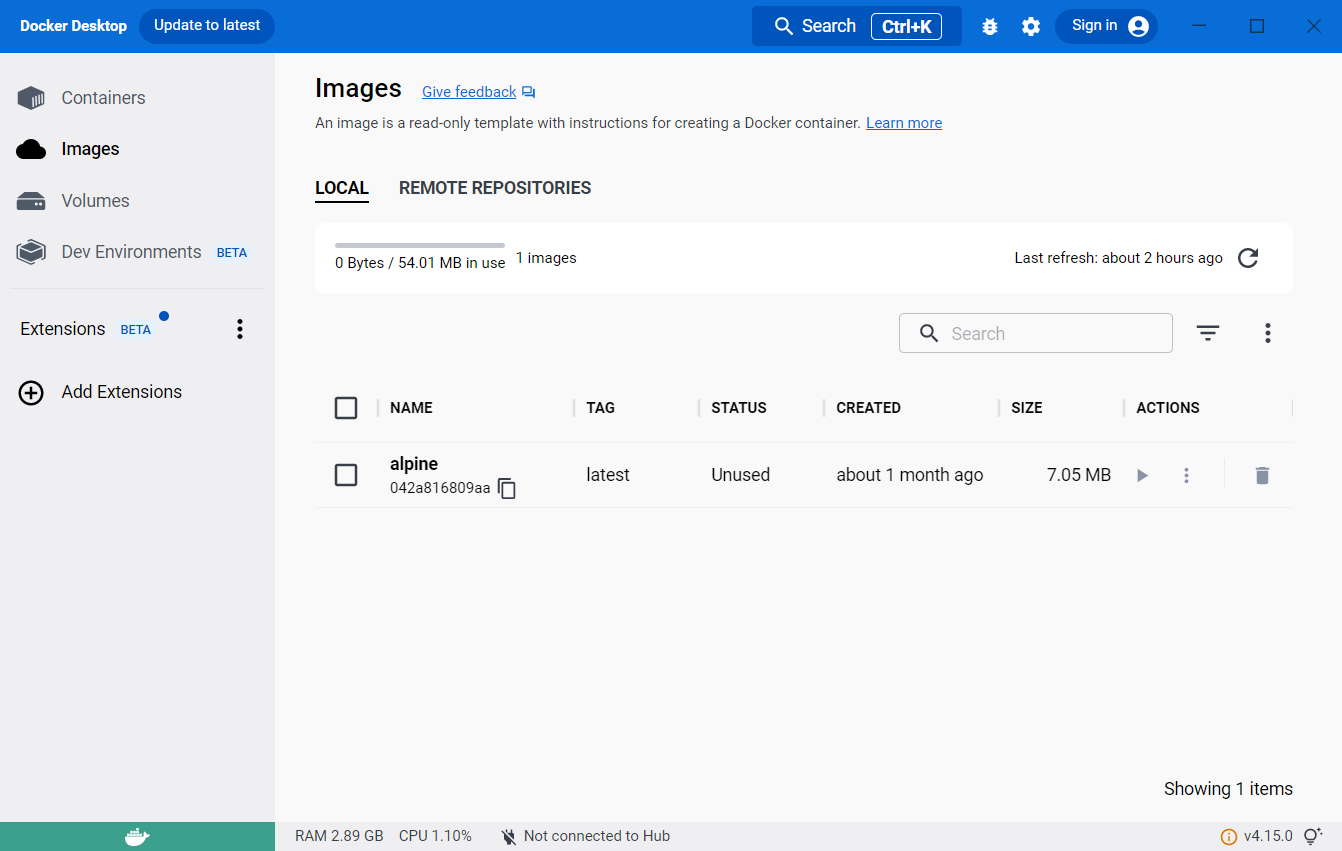 Docker Desktop Update to latest Search Ctrl+K Sign in
Containers
Images
Volumes
Dev Environments BETA
Extensions BETA
Add Extensions
Images Give feedback
An image is a read-only template with instructions for creating a Docker container. Learn more
LOCAL REMOTE REPOSITORIES
0 Bytes / 54.01 MB in use 1 images Last refresh: about 2 hours ago
Search
NAME TAG STATUS CREATED SIZE ACTIONS
alpine
042a816809aa latest Unused about 1 month ago 7.05 MB
Showing 1 items
RAM 2.89 GB CPU 1.10% Not connected to Hub v4.15.0